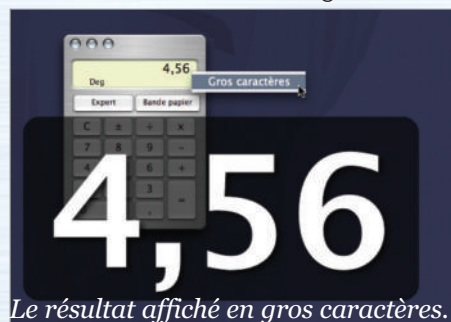 4,56
Deg
Gros caractères
Expert Bande papier
C ± ÷ ×
7 8 9 –
4 6 +
3 =
,
4,56
Le résultat affiché en gros caractères.